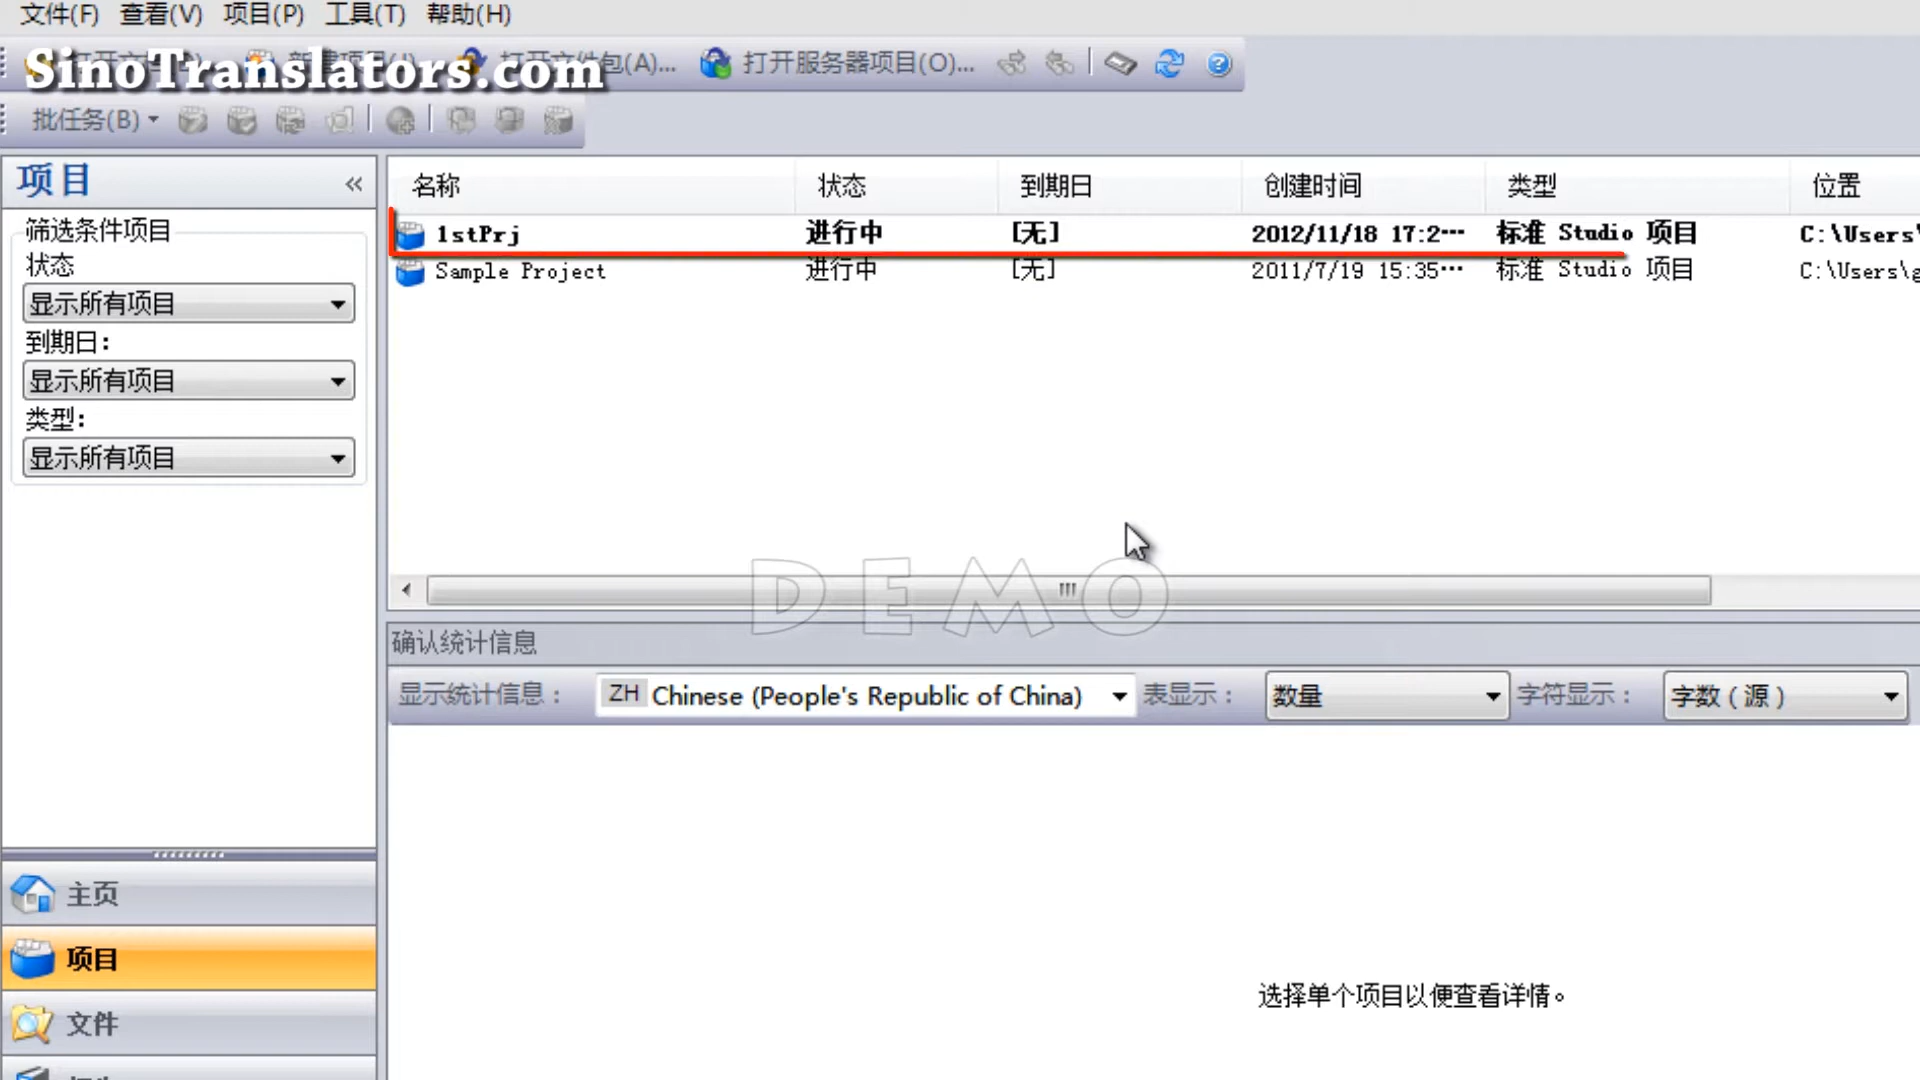 文件(F) 查看(V) 项目(P) 工具(T) 帮助(H)
SinoTranslators.com
打开服务器项目(O)...
批任务(B)
项目
筛选条件项目
状态
显示所有项目
到期日：
显示所有项目
类型：
显示所有项目
主页
项目
文件
名称 状态 到期日 创建时间 类型 位置
1stPrj 进行中 [无] 2012/11/18 17:2… 标准 Studio 项目 C:\Users
Sample Project 进行中 [无] 2011/7/19 15:35… 标准 Studio 项目 C:\Users\g
DEMO
确认统计信息
显示统计信息： ZH Chinese (People's Republic of China) 表显示： 数量 字符显示： 字数（源）
选择单个项目以便查看详情。